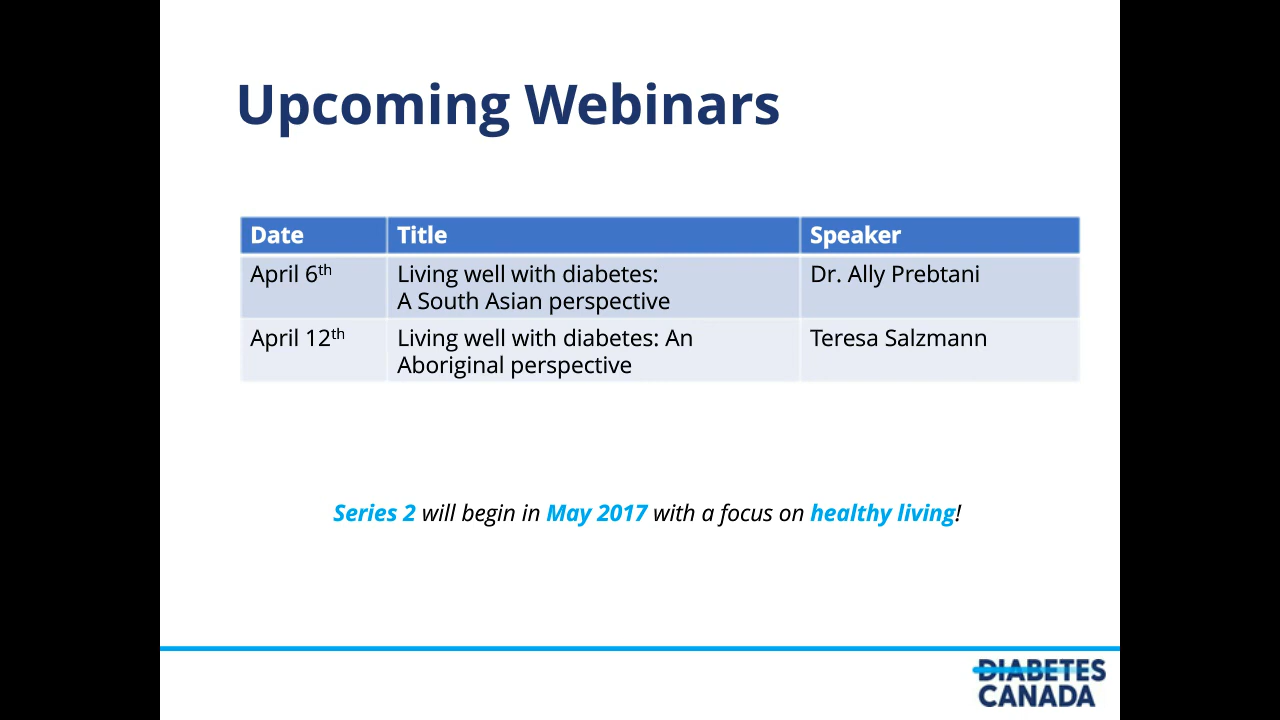 Upcoming Webinars
Date Title Speaker
April 6th Living well with diabetes: Dr. Ally Prebtani
A South Asian perspective
April 12th Living well with diabetes: An Teresa Salzmann
Aboriginal perspective
Series 2 will begin in May 2017 with a focus on healthy living!
DIABETES
CANADA